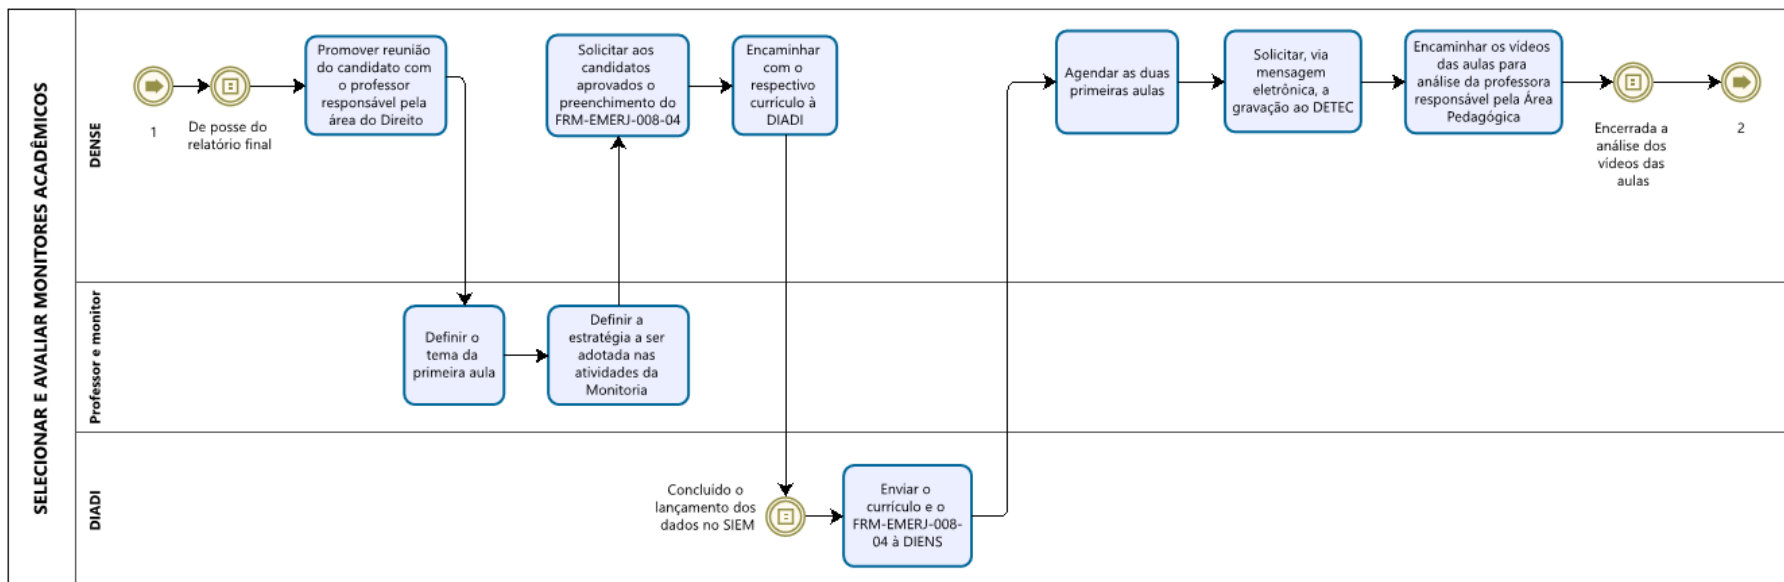 SELECIONAR E AVALIAR MONITORES ACADÊMICOS
DENSE
1
De posse do
relatório final
Promover reunião
do candidato com
o professor
responsável pela
área do Direito
Solicitar aos
candidatos
aprovados o
preenchimento do
FRM-EMERJ-008-04
Encaminhar
com o
respectivo
currículo à
DIADI
Agendar as duas
primeiras aulas
Solicitar, via
mensagem
eletrônica, a
gravação ao DETEC
Encaminhar os vídeos
das aulas para
análise da professora
responsável pela Área
Pedagógica
Encerrada a
análise dos
vídeos das
aulas
2
Professor e monitor
Definir o
tema da
primeira aula
Definir a
estratégia a ser
adotada nas
atividades da
Monitoria
DIADI
Concluído o
lançamento dos
dados no SIEM
Enviar o
currículo e o
FRM-EMERJ-008-
04 à DIENS